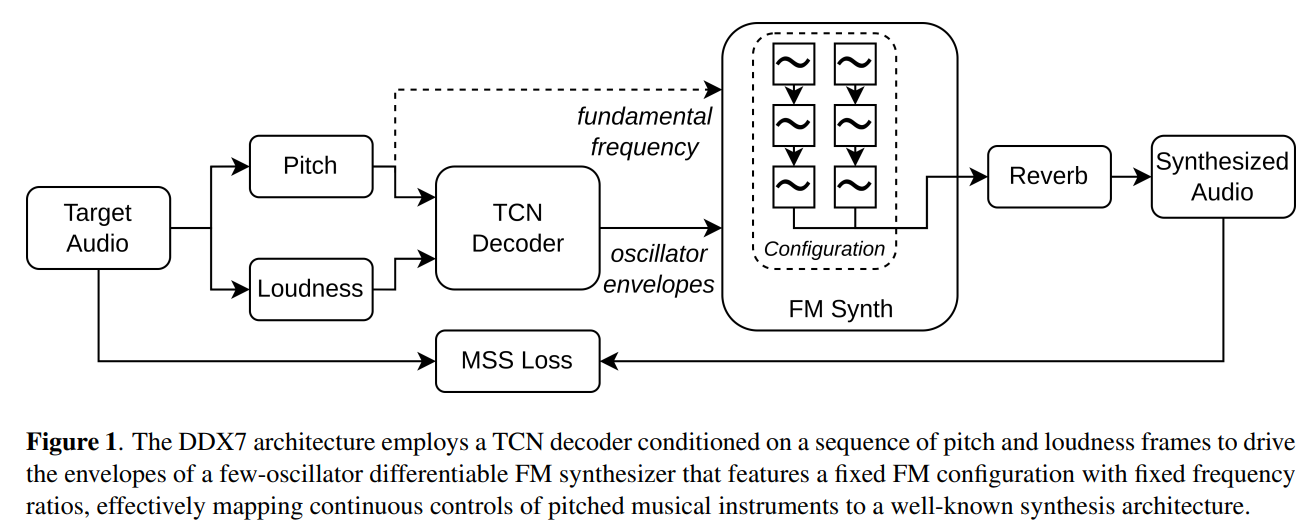 Target
Audio
Pitch
Loudness
TCN
Decoder
fundamental
frequency
oscillator
envelopes
Configuration
FM Synth
Reverb
Synthesized
Audio
MSS Loss
Figure 1. The DDX7 architecture employs a TCN decoder conditioned on a sequence of pitch and loudness frames to drive
the envelopes of a few-oscillator differentiable FM synthesizer that features a fixed FM configuration with fixed frequency
ratios, effectively mapping continuous controls of pitched musical instruments to a well-known synthesis architecture.